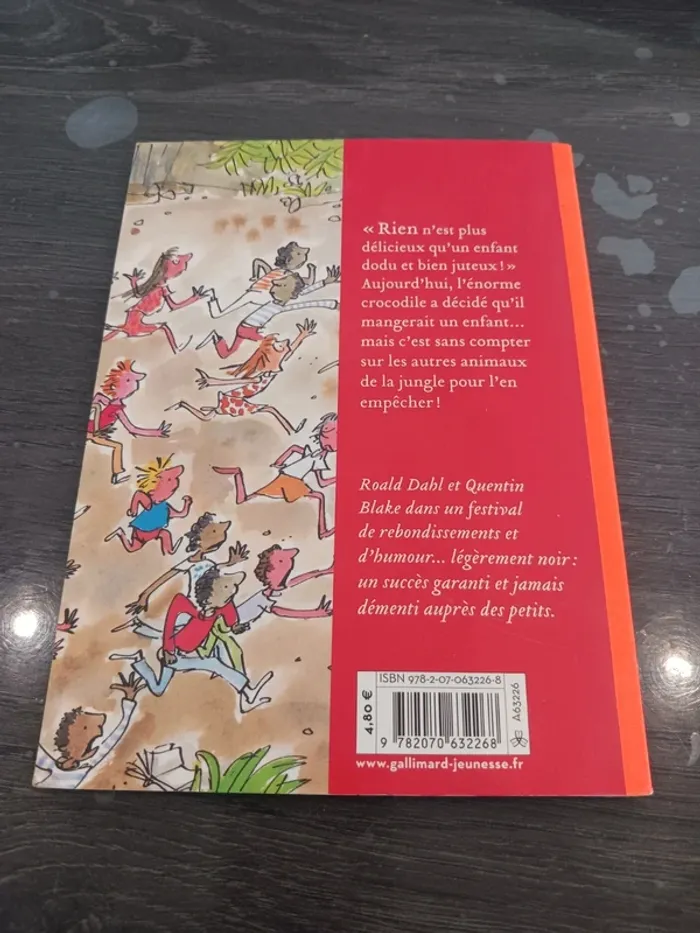 « Rien n'est plus
délicieux qu'un enfant
dodu et bien juteux ! »
Aujourd'hui, l'énorme
crocodile a décidé qu'il
mangerait un enfant...
mais c'est sans compter
sur les autres animaux
de la jungle pour l'en
empêcher !
Roald Dahl et Quentin
Blake dans un festival
de rebondissements et
d'humour... légèrement noir :
un succès garanti et jamais
démenti auprès des petits.
ISBN 978-2-07-063226-8
4,80 €
A63226
9 782070 632268
www.gallimard-jeunesse.fr